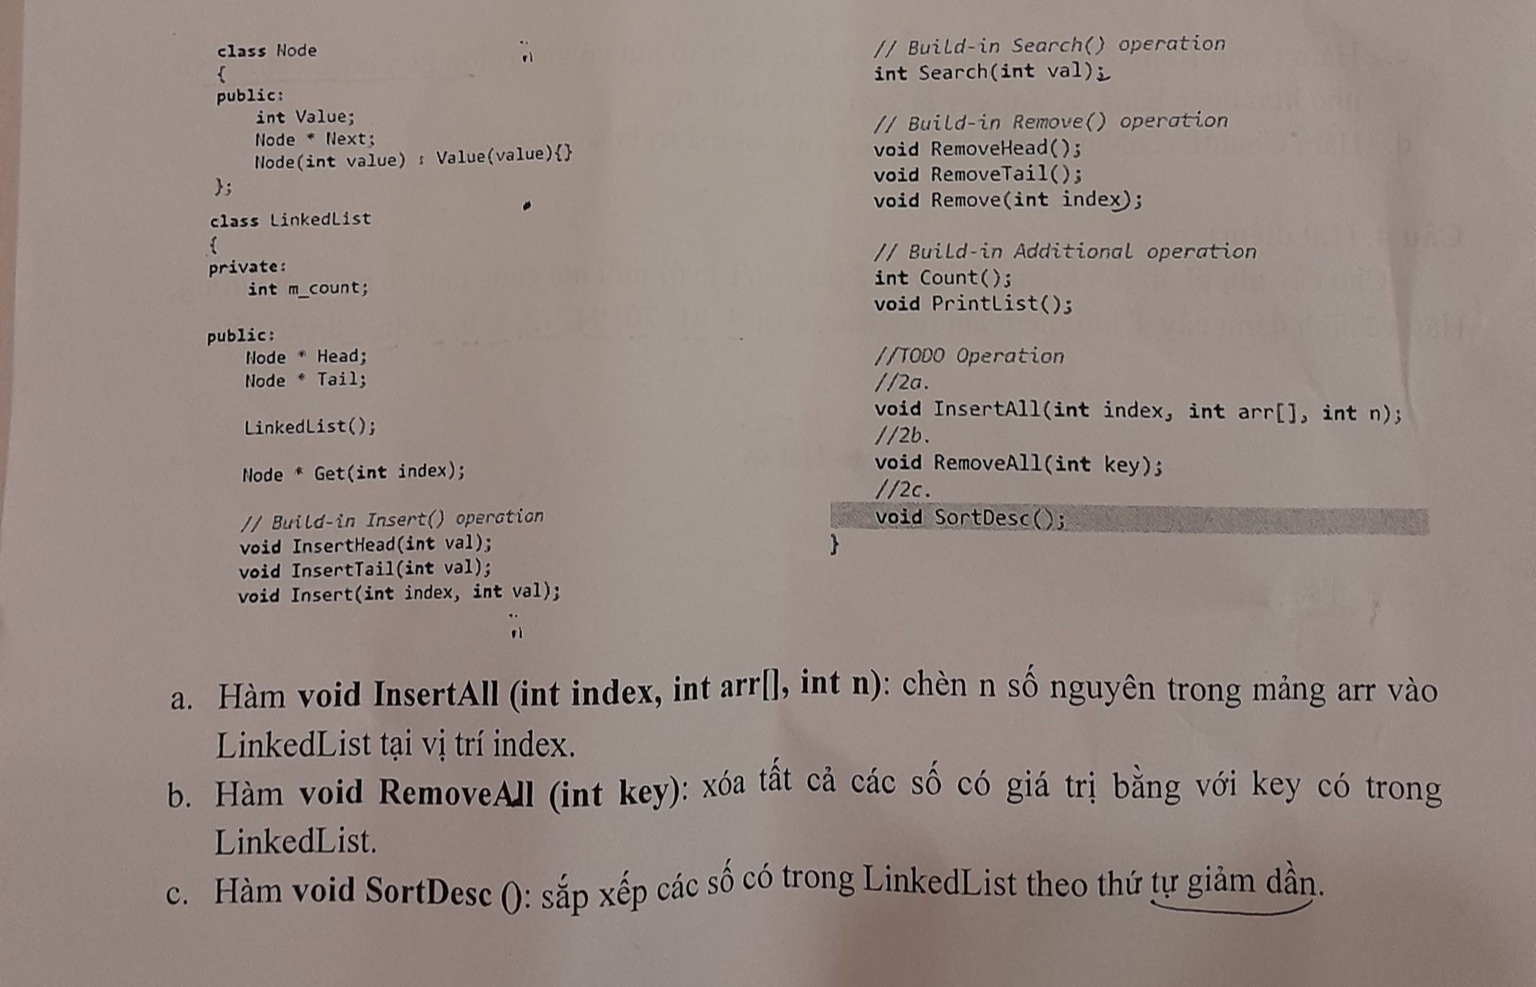 class Node
{
public:
int Value;
Node * Next;
Node(int value) : Value(value){}
};
class LinkedList
{
private:
int m_count;
public:
Node * Head;
Node * Tail;
LinkedList();
Node * Get(int index);
// Build-in Insert() operation
void InsertHead(int val);
void InsertTail(int val);
void Insert(int index, int val);
// Build-in Search() operation
int Search(int val);
// Build-in Remove() operation
void RemoveHead();
void RemoveTail();
void Remove(int index);
// Build-in Additional operation
int Count();
void PrintList();
//TODO Operation
//2a.
void InsertAll(int index, int arr[], int n);
//2b.
void RemoveAll(int key);
//2c.
void SortDesc();
}
a. Hàm void InsertAll (int index, int arr[], int n): chèn n số nguyên trong mảng arr vào
LinkedList tại vị trí index.
b. Hàm void RemoveAll (int key): xóa tất cả các số có giá trị bằng với key có trong
LinkedList.
c. Hàm void SortDesc (): sắp xếp các số có trong LinkedList theo thứ tự giảm dần.